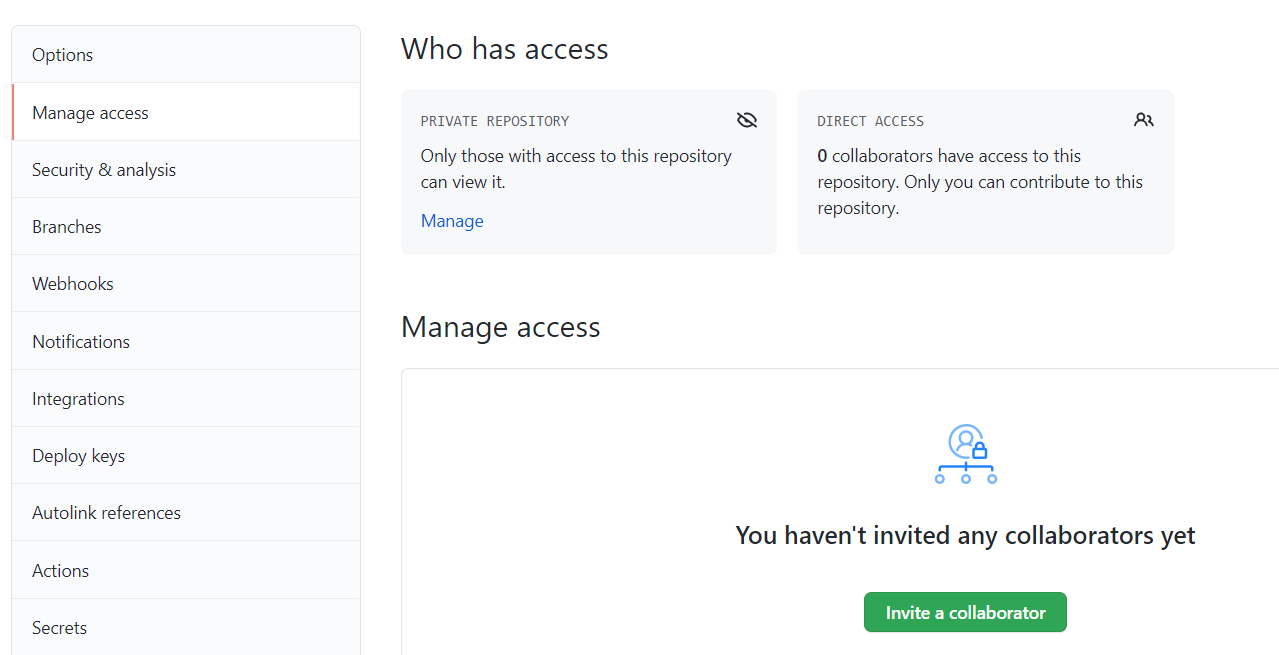 Options
Manage access
Security & analysis
Branches
Webhooks
Notifications
Integrations
Deploy keys
Autolink references
Actions
Secrets
Who has access
PRIVATE REPOSITORY
Only those with access to this repository
can view it.
Manage
DIRECT ACCESS
0 collaborators have access to this
repository. Only you can contribute to this
repository.
Manage access
You haven't invited any collaborators yet
Invite a collaborator